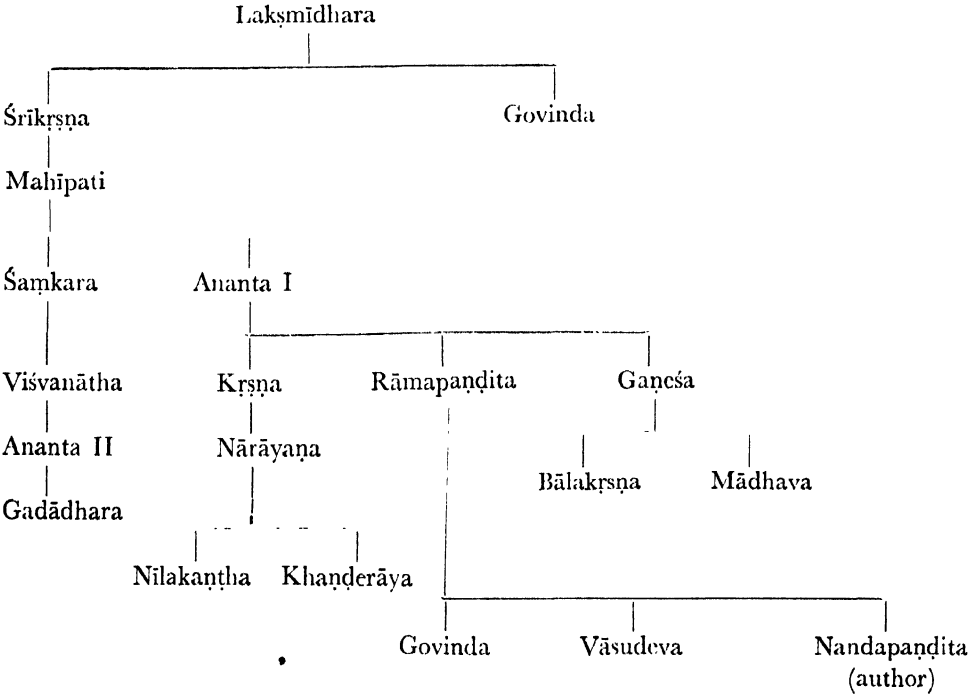 Lakṣmīdhara
Śrīkṛṣṇa Govinda
Mahīpati
Śaṃkara Ananta I
Viśvanātha Kṛṣṇa Rāmapaṇḍita Gaṇeśa
Ananta II Nārāyaṇa
Bālakṛsṇa Mādhava
Gadādhara
Nīlakaṇṭha Khaṇḍerāya
Govinda Vāsudeva Nandapaṇḍita
(author)